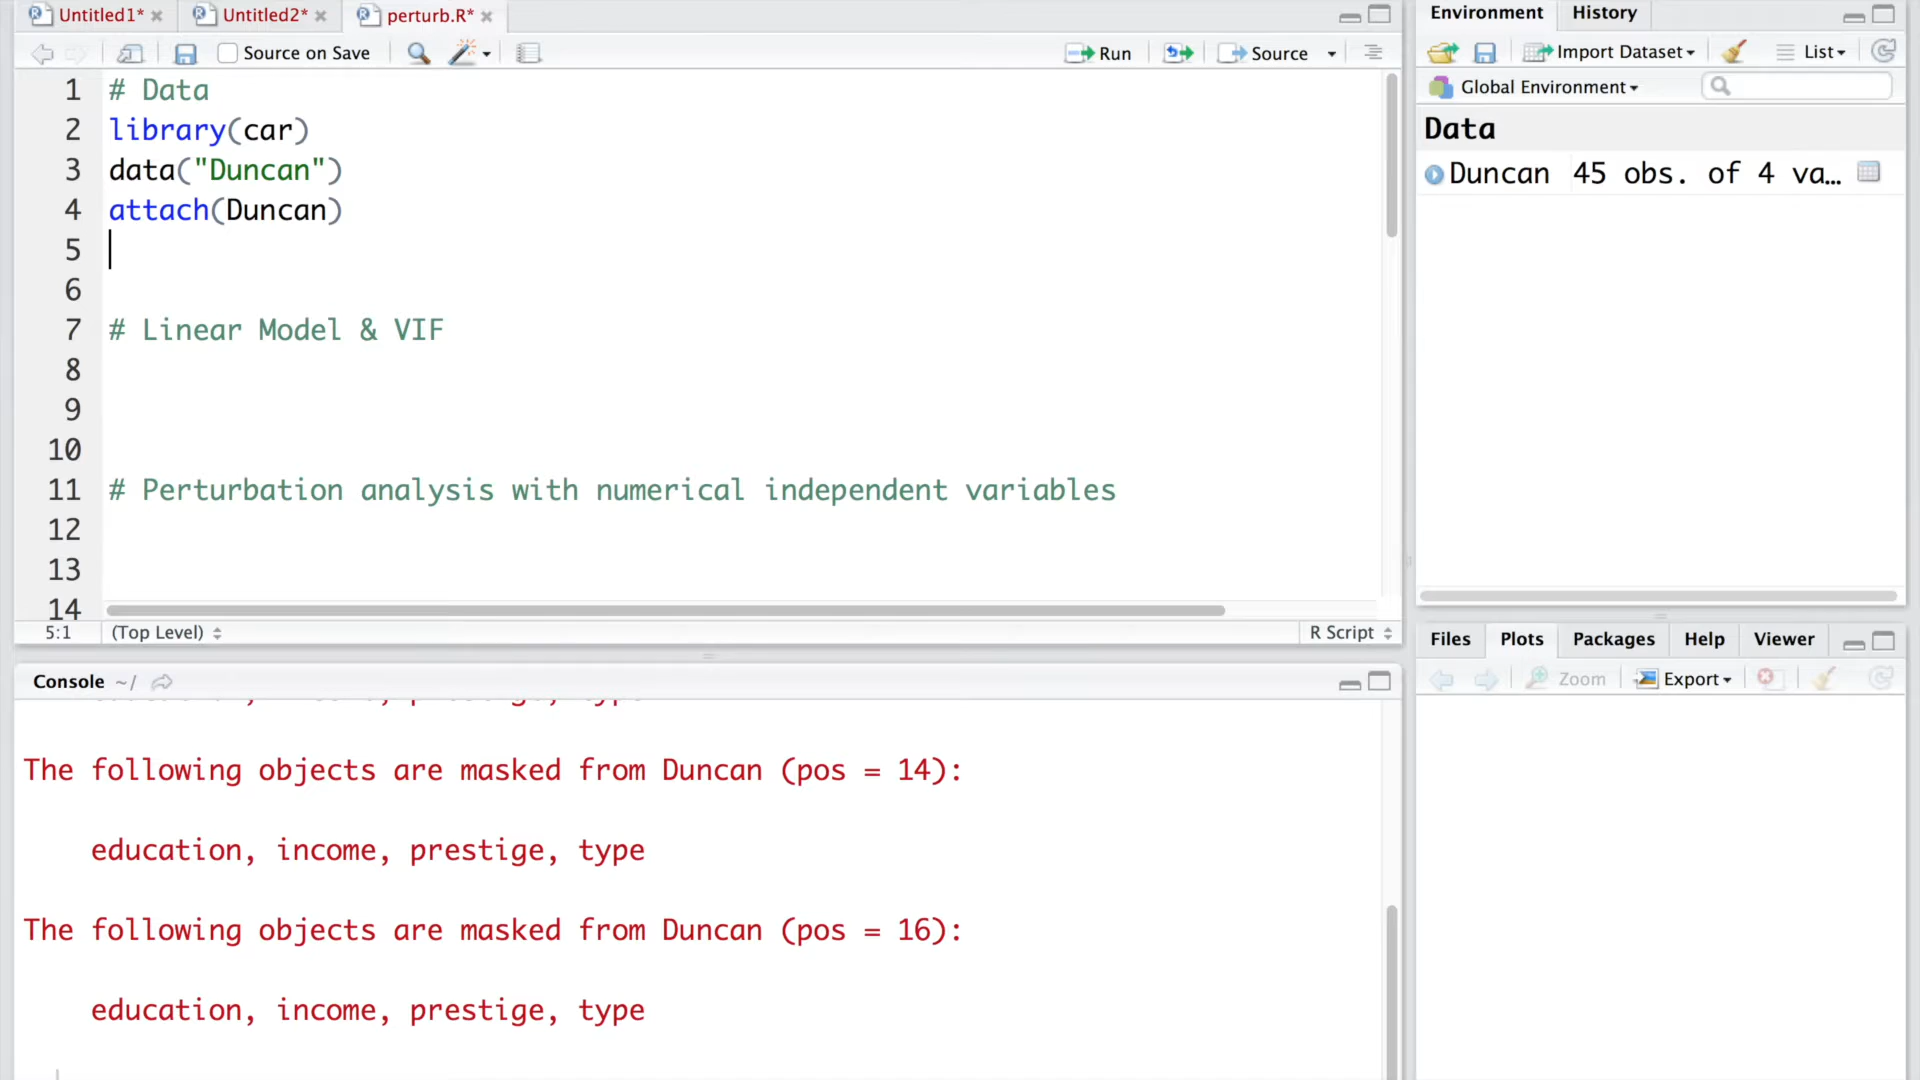 Untitled1* Untitled2* perturb.R*
Source on Save Run Source
1 # Data
2 library(car)
3 data("Duncan")
4 attach(Duncan)
5
6
7 # Linear Model & VIF
8
9
10
11 # Perturbation analysis with numerical independent variables
12
13
14
5:1 (Top Level) R Script
Console ~/
The following objects are masked from Duncan (pos = 14):
education, income, prestige, type
The following objects are masked from Duncan (pos = 16):
education, income, prestige, type
Environment History
Import Dataset List
Global Environment
Data
Duncan 45 obs. of 4 va…
Files Plots Packages Help Viewer
Zoom Export